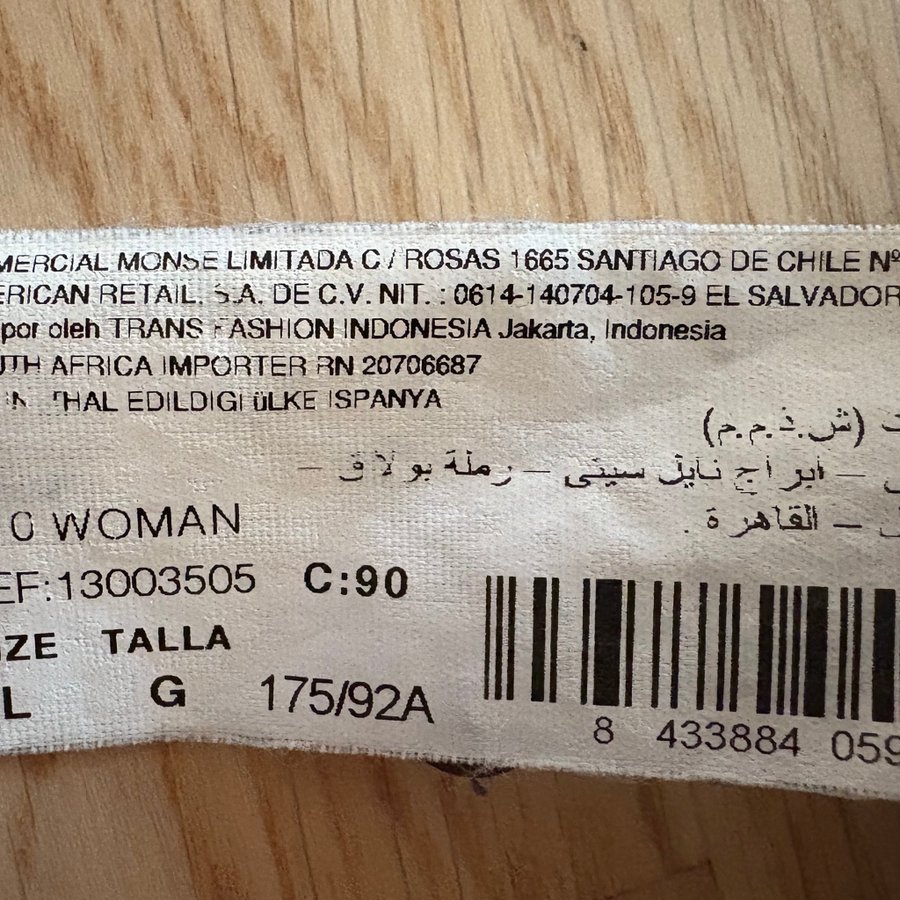 MERCIAL MONSE LIMITADA C / ROSAS 1665 SANTIAGO DE CHILE Nº
ERICAN RETAIL. S.A. DE C.V. NIT. : 0614-140704-105-9 EL SALVADOR
por oleh TRANS FASHION INDONESIA Jakarta, Indonesia
UTH AFRICA IMPORTER RN 20706687
THAL EDILDIGI üLKE ISPANYA
(ش.ذ.م.م)
– ابراج نايل سيتى – رملة بولاق –
– القاهرة .
0 WOMAN
EF:13003505 C:90
IZE TALLA
L G 175/92A
8 433884 059